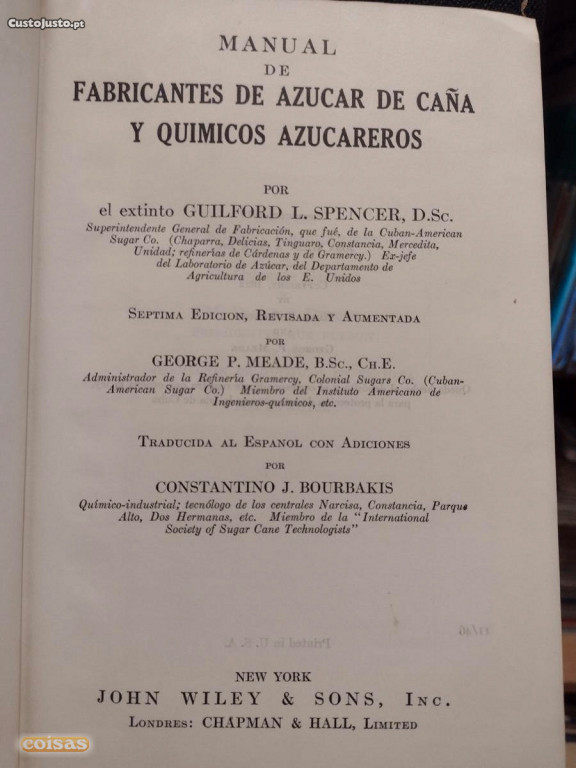 CustoJusto.pt
MANUAL
DE
FABRICANTES DE AZUCAR DE CAÑA
Y QUIMICOS AZUCAREROS
POR
el extinto GUILFORD L. SPENCER, D.Sc.
Superintendente General de Fabricación, que fué, de la Cuban-American
Sugar Co. (Chaparra, Delicias, Tinguaro, Constancia, Mercedita,
Unidad; refinerías de Cárdenas y de Gramercy.) Ex-jefe
del Laboratorio de Azúcar, del Departamento de
Agricultura de los E. Unidos
SEPTIMA EDICION, REVISADA Y AUMENTADA
POR
GEORGE P. MEADE, B.Sc., CH.E.
Administrador de la Refinería Gramercy, Colonial Sugars Co. (Cuban-
American Sugar Co.) Miembro del Instituto Americano de
Ingenieros-químicos, etc.
TRADUCIDA AL ESPANOL CON ADICIONES
POR
CONSTANTINO J. BOURBAKIS
Químico-industrial; tecnólogo de los centrales Narcisa, Constancia, Parque
Alto, Dos Hermanas, etc. Miembro de la "International
Society of Sugar Cane Technologists"
11/36
Printed in U. S. A.
NEW YORK
JOHN WILEY & SONS, INC.
LONDRES: CHAPMAN & HALL, LIMITED
coisas